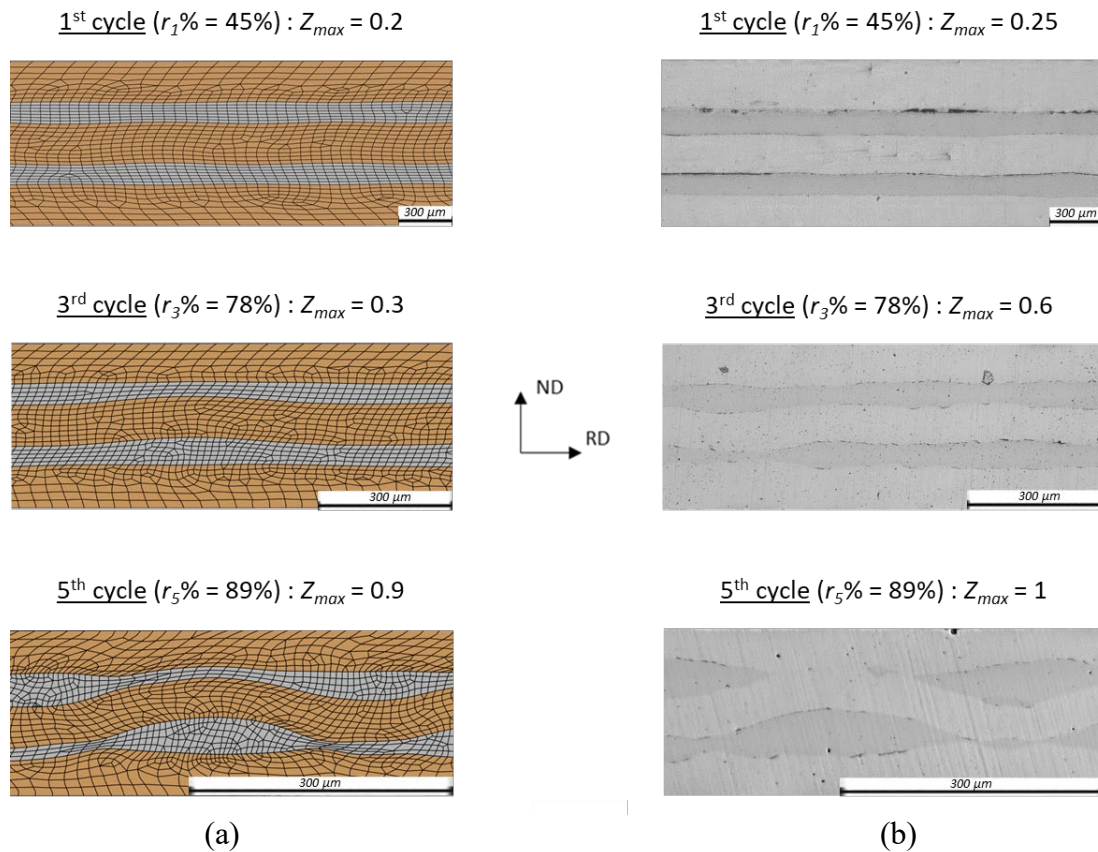 1st cycle (r1% = 45%) : Zmax = 0.2
1st cycle (r1% = 45%) : Zmax = 0.25
300 μm
300 μm
3rd cycle (r3% = 78%) : Zmax = 0.3
3rd cycle (r3% = 78%) : Zmax = 0.6
ND
RD
300 μm
300 μm
5th cycle (r5% = 89%) : Zmax = 0.9
5th cycle (r5% = 89%) : Zmax = 1
300 μm
300 μm
(a)
(b)